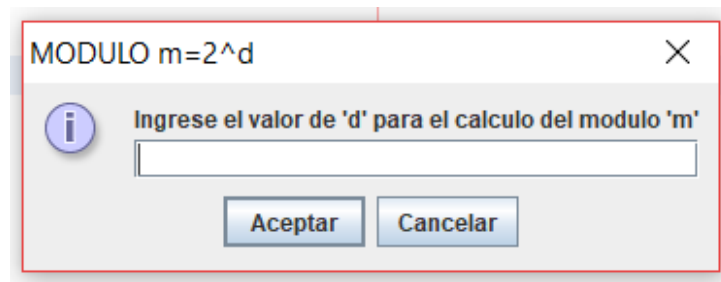 MODULO m=2^d
Ingrese el valor de 'd' para el calculo del modulo 'm'
Aceptar Cancelar